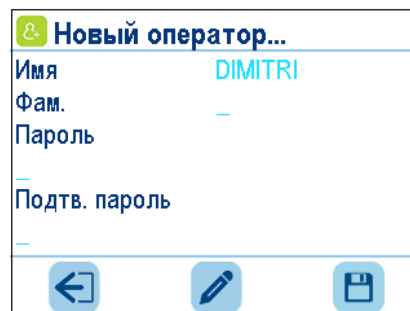 Новый оператор...
Имя DIMITRI
Фам. _
Пароль
_
Подтв. пароль
_